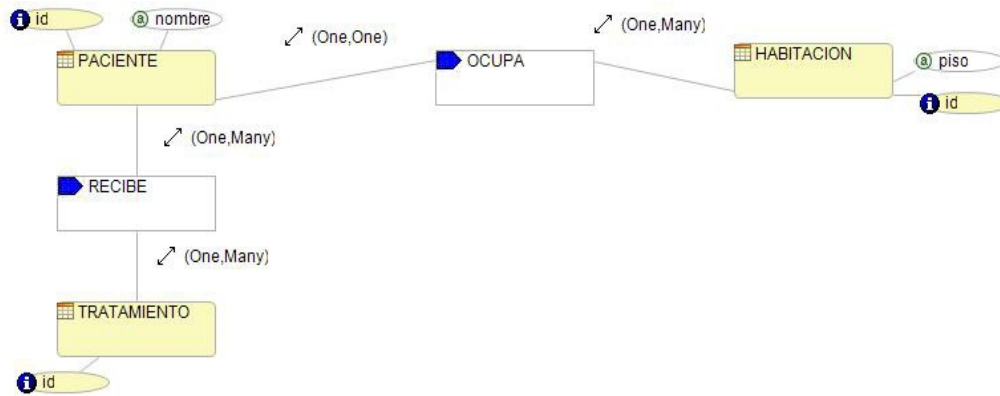 id
nombre
PACIENTE
(One,One)
OCUPA
(One,Many)
HABITACION
piso
id
(One,Many)
RECIBE
(One,Many)
TRATAMIENTO
id